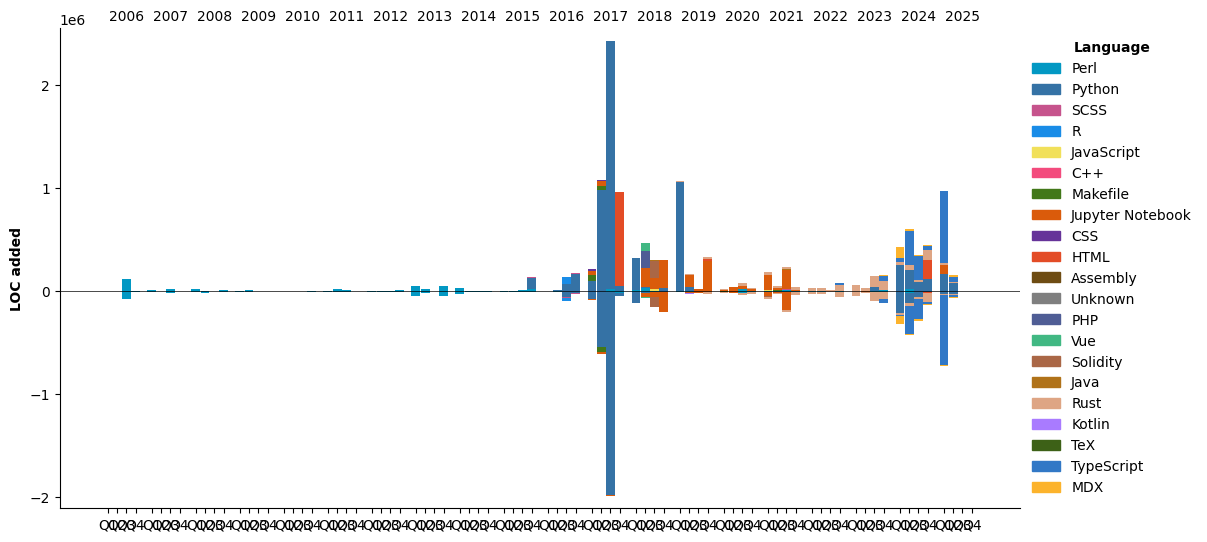 2006 2007 2008 2009 2010 2011 2012 2013 2014 2015 2016 2017 2018 2019 2020 2021 2022 2023 2024 2025
1e6
2
1
0
−1
−2
LOC added
Language
Perl
Python
SCSS
R
JavaScript
C++
Makefile
Jupyter Notebook
CSS
HTML
Assembly
Unknown
PHP
Vue
Solidity
Java
Rust
Kotlin
TeX
TypeScript
MDX